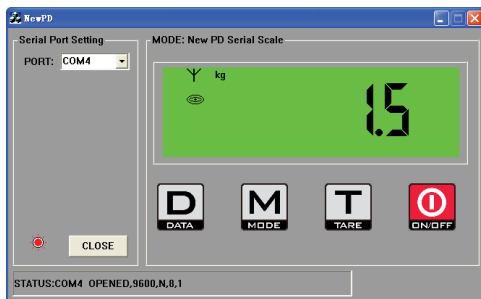 NewPD
Serial Port Setting
PORT: COM4
CLOSE
MODE: New PD Serial Scale
kg
1.5
D
DATA
M
MODE
T
TARE
ON/OFF
STATUS:COM4 OPENED,9600,N,8,1